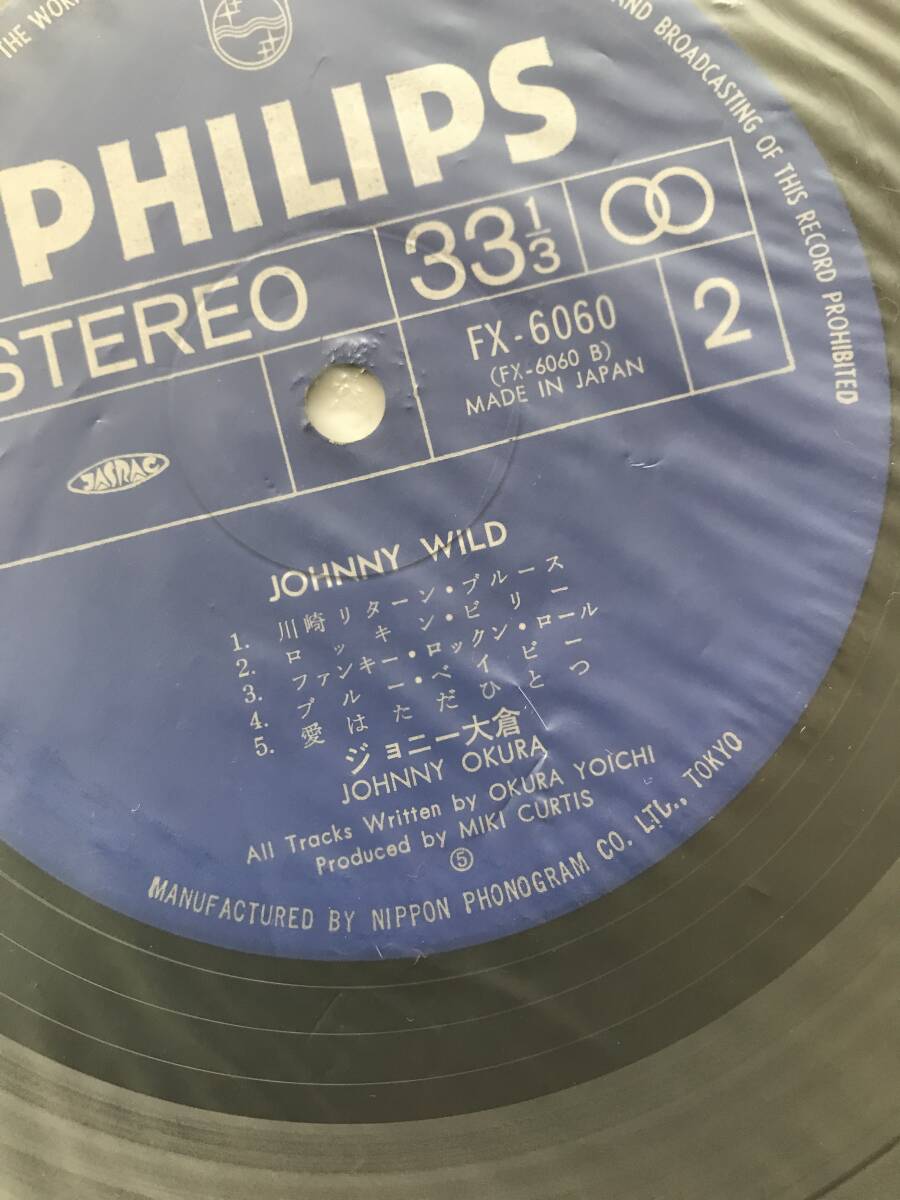 THE WOR
AND BROADCASTING OF THIS RECORD PROHIBITED
PHILIPS
STEREO
33 1/3
FX-6060
(FX-6060 B)
MADE IN JAPAN
2
JASRAC
JOHNNY WILD
1. 川崎リターン・ブルース
2. ロッキン・ビリー
3. ファンキー・ロックン・ロール
4. ブルー・ベイビー
5. 愛はただひとつ
ジョニー大倉
JOHNNY OKURA
All Tracks Written by OKURA YOICHI
Produced by MIKI CURTIS
⑤
MANUFACTURED BY NIPPON PHONOGRAM CO. LTD., TOKYO